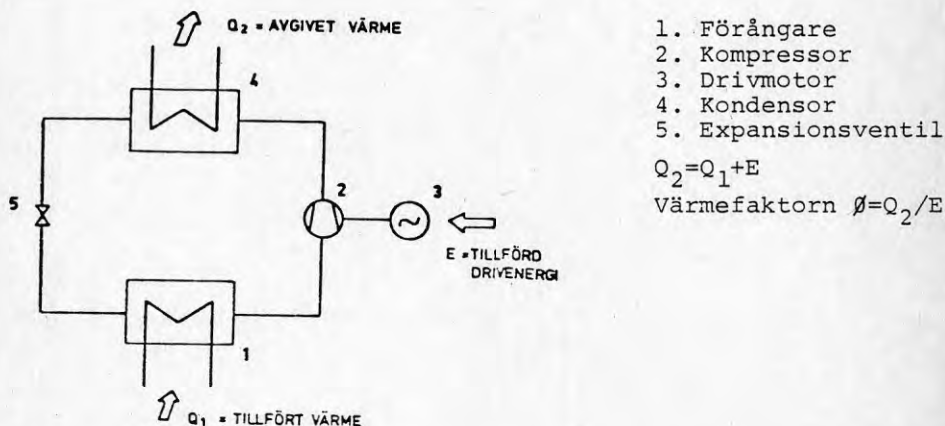 Q₂ = AVGIVET VÄRME
4
5
2
3
E = TILLFÖRD
DRIVENERGI
1
Q₁ = TILLFÖRT VÄRME
1. Förångare
2. Kompressor
3. Drivmotor
4. Kondensor
5. Expansionsventil
Q₂=Q₁+E
Värmefaktorn Ø=Q₂/E